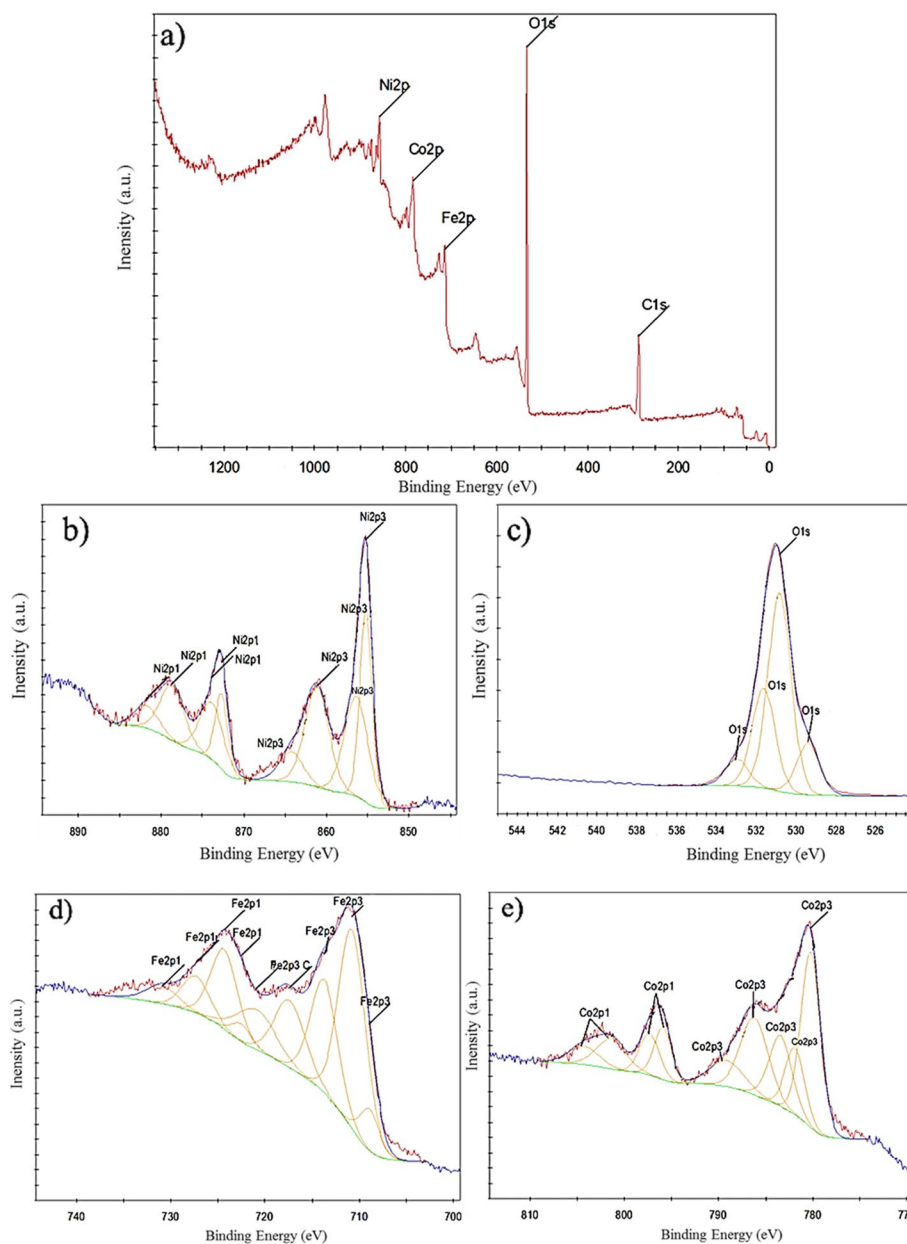 a)
O1s
Ni2p
Co2p
Fe2p
C1s
Inensity (a.u.)
1200 1000 800 600 400 200 0
Binding Energy (eV)
b)
Ni2p3
Ni2p3
Ni2p1
Ni2p1
Ni2p1
Ni2p1
Ni2p3
Ni2p3
Ni2p3
Inensity (a.u.)
890 880 870 860 850
Binding Energy (eV)
c)
O1s
O1s
O1s
O1s
Inensity (a.u.)
544 542 540 538 536 534 532 530 528 526
Binding Energy (eV)
d)
Fe2p1
Fe2p3
Fe2p1
Fe2p1
Fe2p3
Fe2p1
Fe2p3 C
Fe2p3
Inensity (a.u.)
740 730 720 710 700
Binding Energy (eV)
e)
Co2p3
Co2p3
Co2p1
Co2p1
Co2p3
Co2p3
Co2p3
Inensity (a.u.)
810 800 790 780 770
Binding Energy (eV)